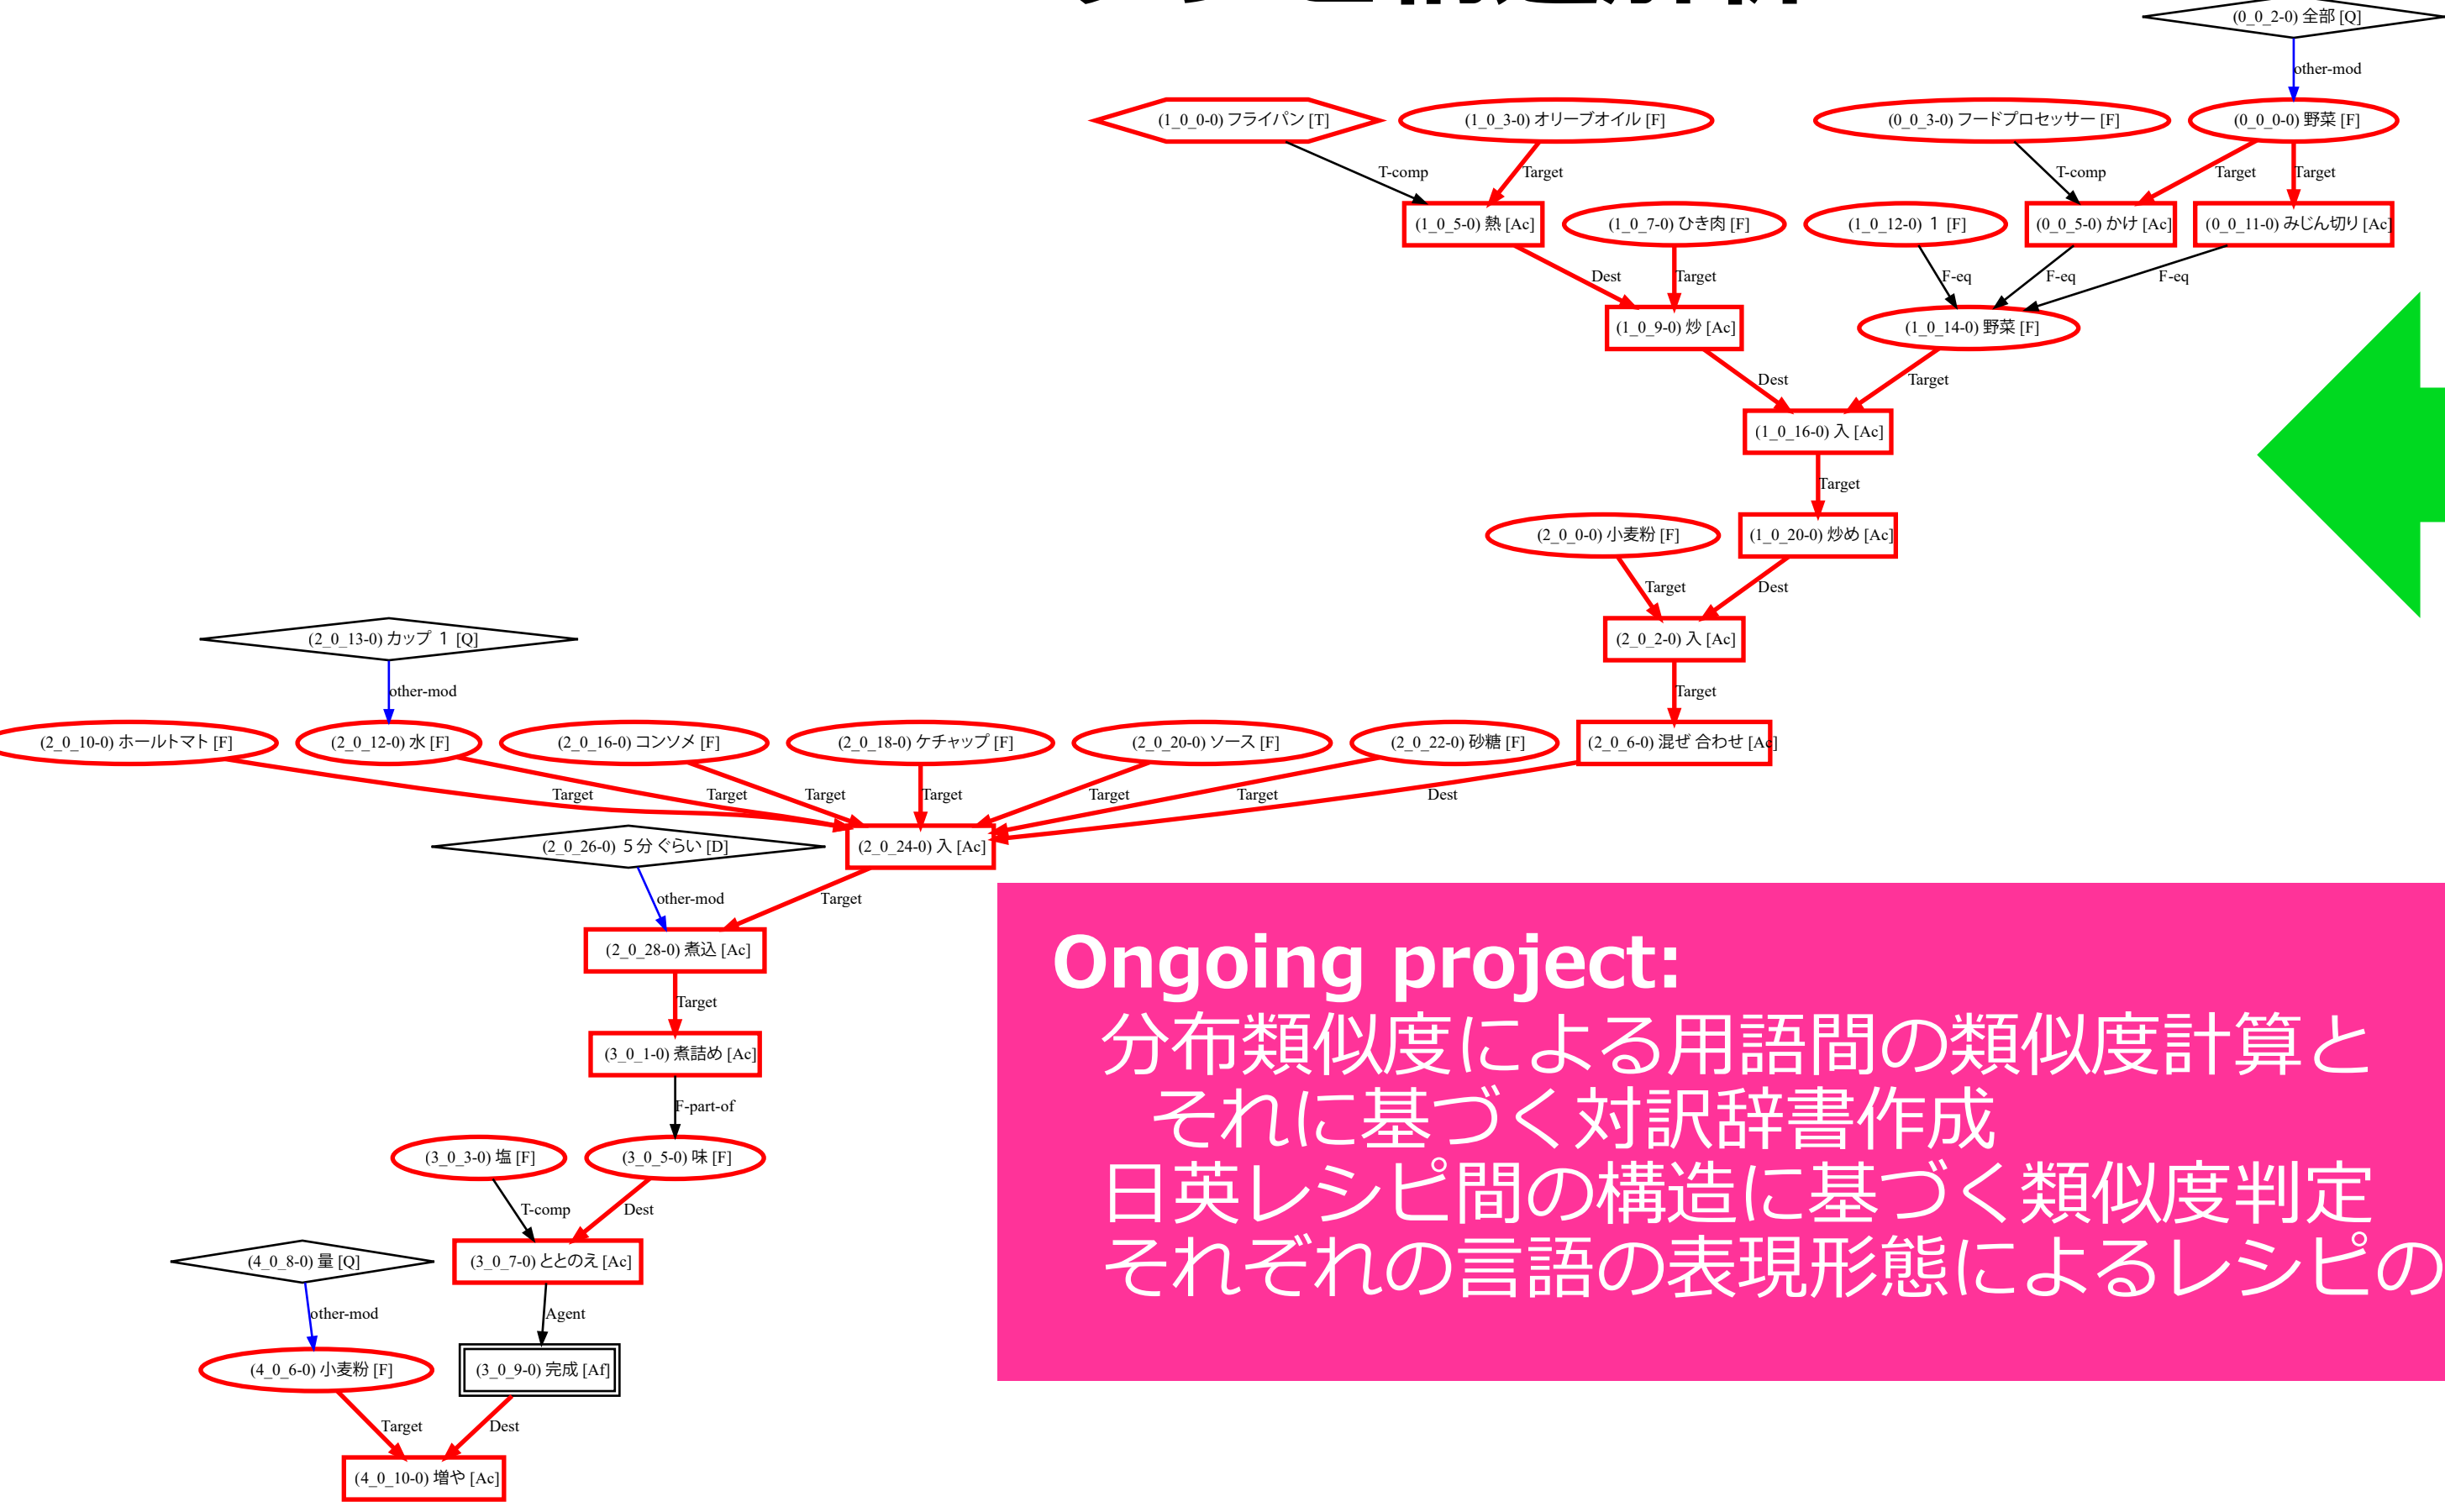 (0_0_2-0) 全部 [Q]
other-mod
(1_0_0-0) フライパン [T]
(1_0_3-0) オリーブオイル [F]
(0_0_3-0) フードプロセッサー [F]
(0_0_0-0) 野菜 [F]
T-comp
Target
T-comp
Target
Target
(1_0_5-0) 熱 [Ac]
(1_0_7-0) ひき肉 [F]
(1_0_12-0) １ [F]
(0_0_5-0) かけ [Ac]
(0_0_11-0) みじん切り [Ac]
Dest
Target
F-eq
F-eq
F-eq
(1_0_9-0) 炒 [Ac]
(1_0_14-0) 野菜 [F]
Dest
Target
(1_0_16-0) 入 [Ac]
Target
(2_0_0-0) 小麦粉 [F]
(1_0_20-0) 炒め [Ac]
Target
Dest
(2_0_13-0) カップ １ [Q]
(2_0_2-0) 入 [Ac]
other-mod
Target
(2_0_10-0) ホールトマト [F]
(2_0_12-0) 水 [F]
(2_0_16-0) コンソメ [F]
(2_0_18-0) ケチャップ [F]
(2_0_20-0) ソース [F]
(2_0_22-0) 砂糖 [F]
(2_0_6-0) 混ぜ 合わせ [Ac]
Target
Target
Target
Target
Target
Target
Dest
(2_0_26-0) ５分 ぐらい [D]
(2_0_24-0) 入 [Ac]
other-mod
Target
(2_0_28-0) 煮込 [Ac]
Target
(3_0_1-0) 煮詰め [Ac]
F-part-of
(3_0_3-0) 塩 [F]
(3_0_5-0) 味 [F]
T-comp
Dest
(4_0_8-0) 量 [Q]
(3_0_7-0) ととのえ [Ac]
other-mod
Agent
(4_0_6-0) 小麦粉 [F]
(3_0_9-0) 完成 [Af]
Target
Dest
(4_0_10-0) 増や [Ac]
Ongoing project:
分布類似度による用語間の類似度計算と
それに基づく対訳辞書作成
日英レシピ間の構造に基づく類似度判定
それぞれの言語の表現形態によるレシピの